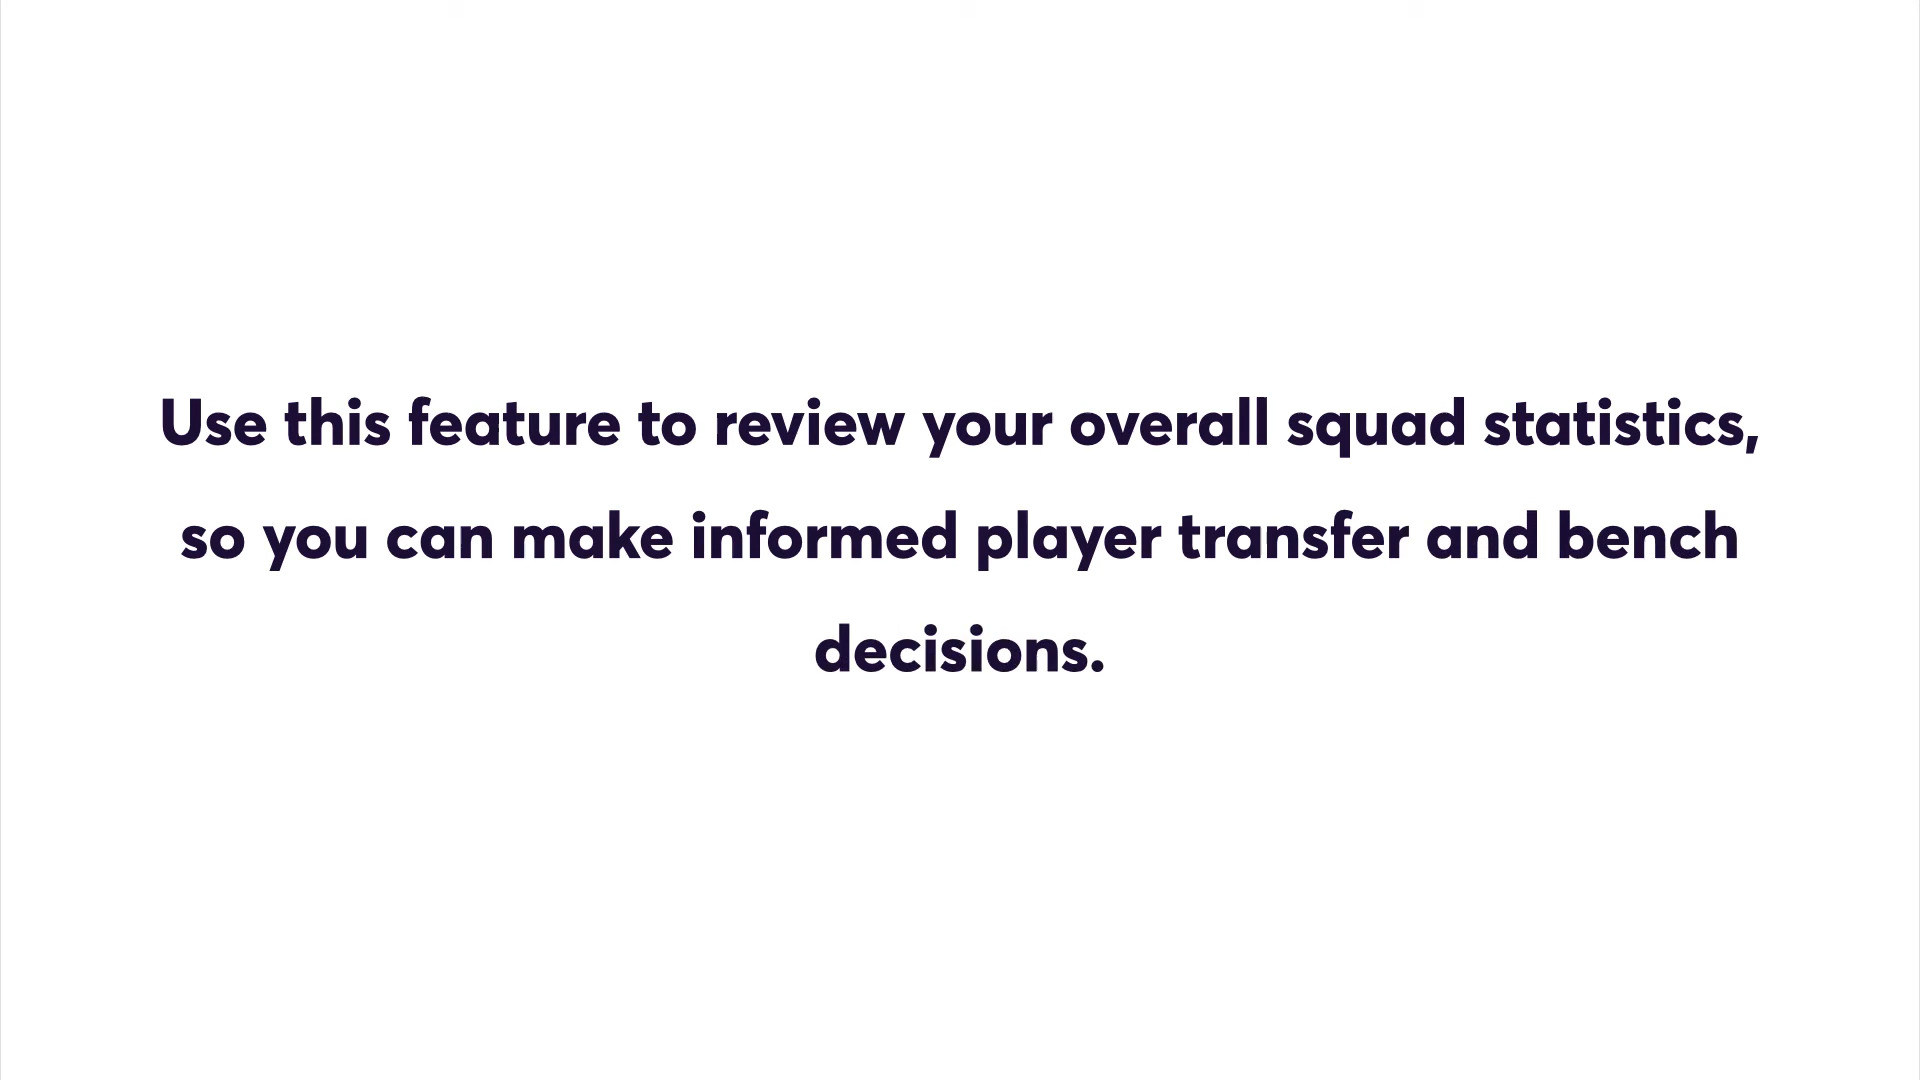 Use this feature to review your overall squad statistics,
so you can make informed player transfer and bench
decisions.